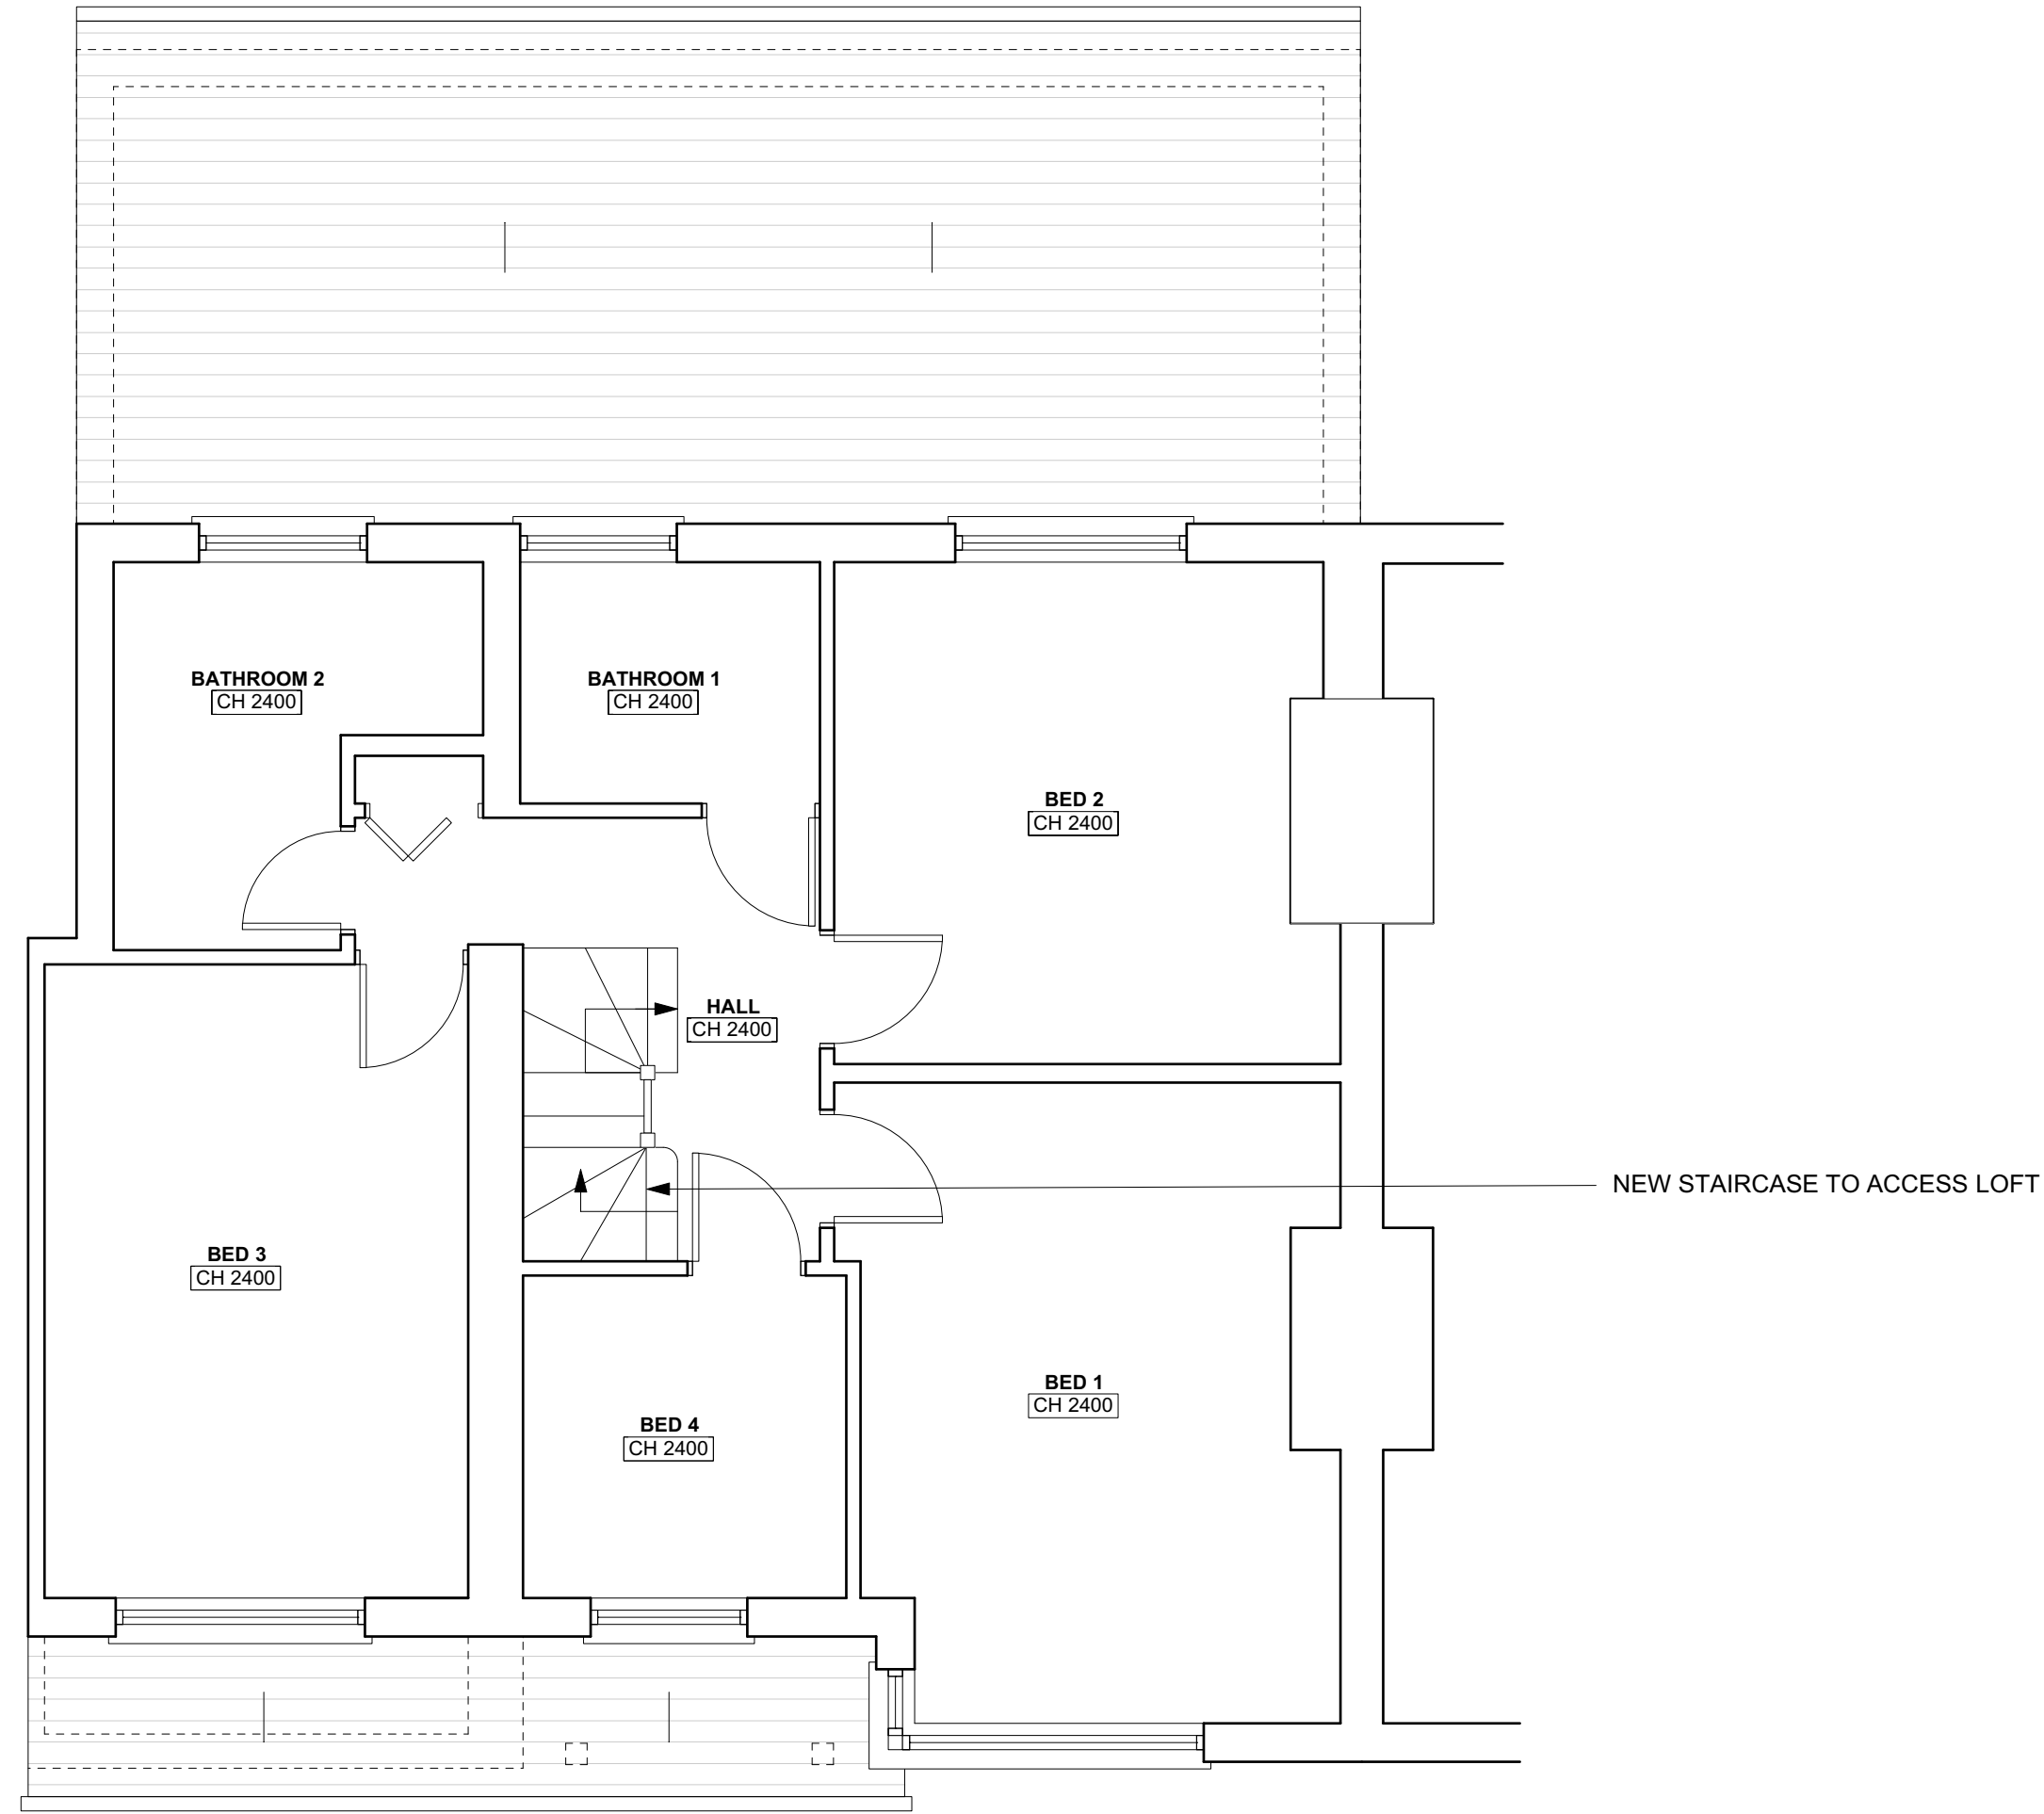 BATHROOM 2
CH 2400
BATHROOM 1
CH 2400
BED 2
CH 2400
HALL
CH 2400
NEW STAIRCASE TO ACCESS LOFT
BED 3
CH 2400
BED 1
CH 2400
BED 4
CH 2400